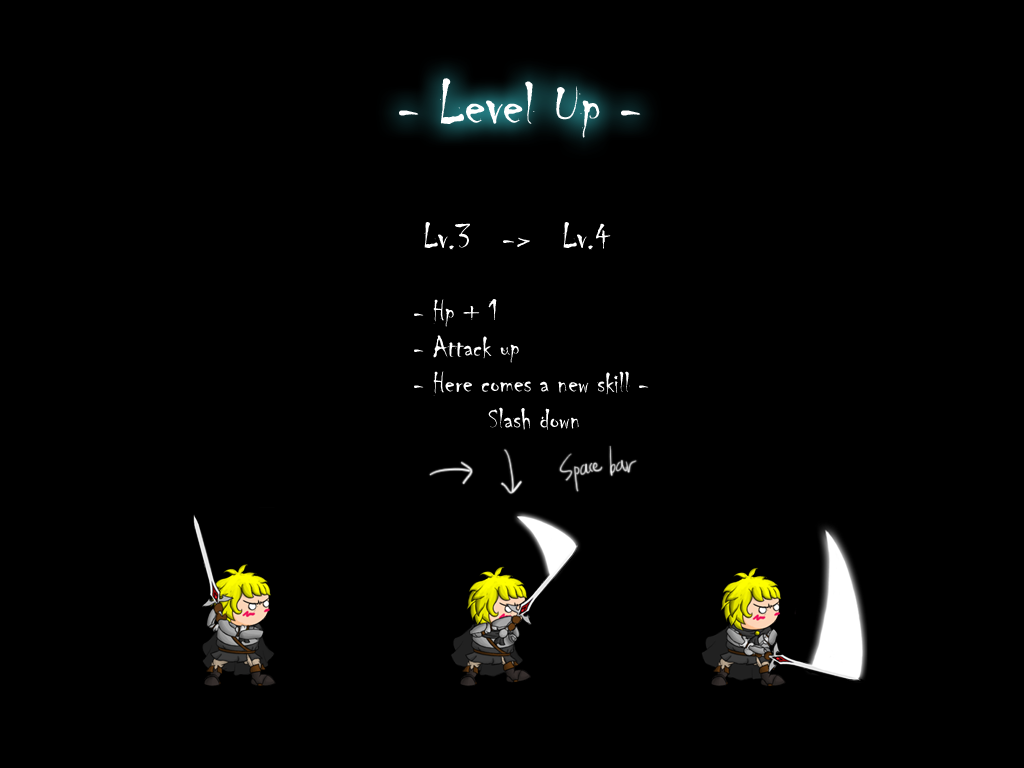 - Level Up -
Lv.3 -> Lv.4
- Hp + 1
- Attack up
- Here comes a new skill -
Slash down
Space bar